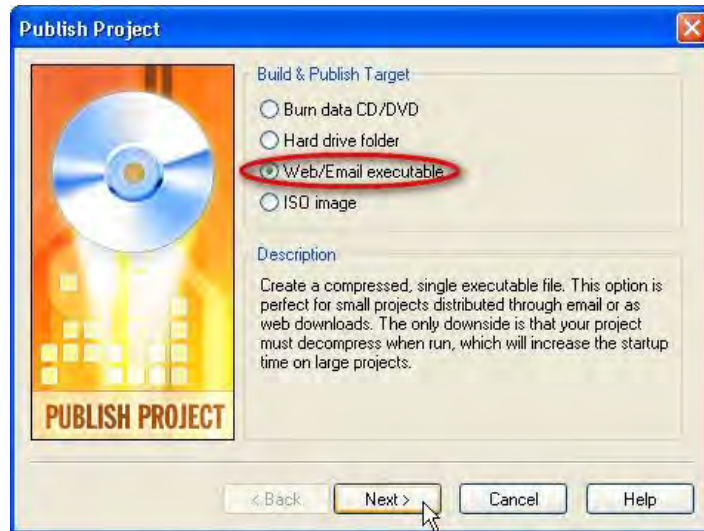 Publish Project
Build & Publish Target
Burn data CD/DVD
Hard drive folder
Web/Email executable
ISO image
Description
Create a compressed, single executable file. This option is
perfect for small projects distributed through email or as
web downloads. The only downside is that your project
must decompress when run, which will increase the startup
time on large projects.
PUBLISH PROJECT
< Back
Next >
Cancel
Help